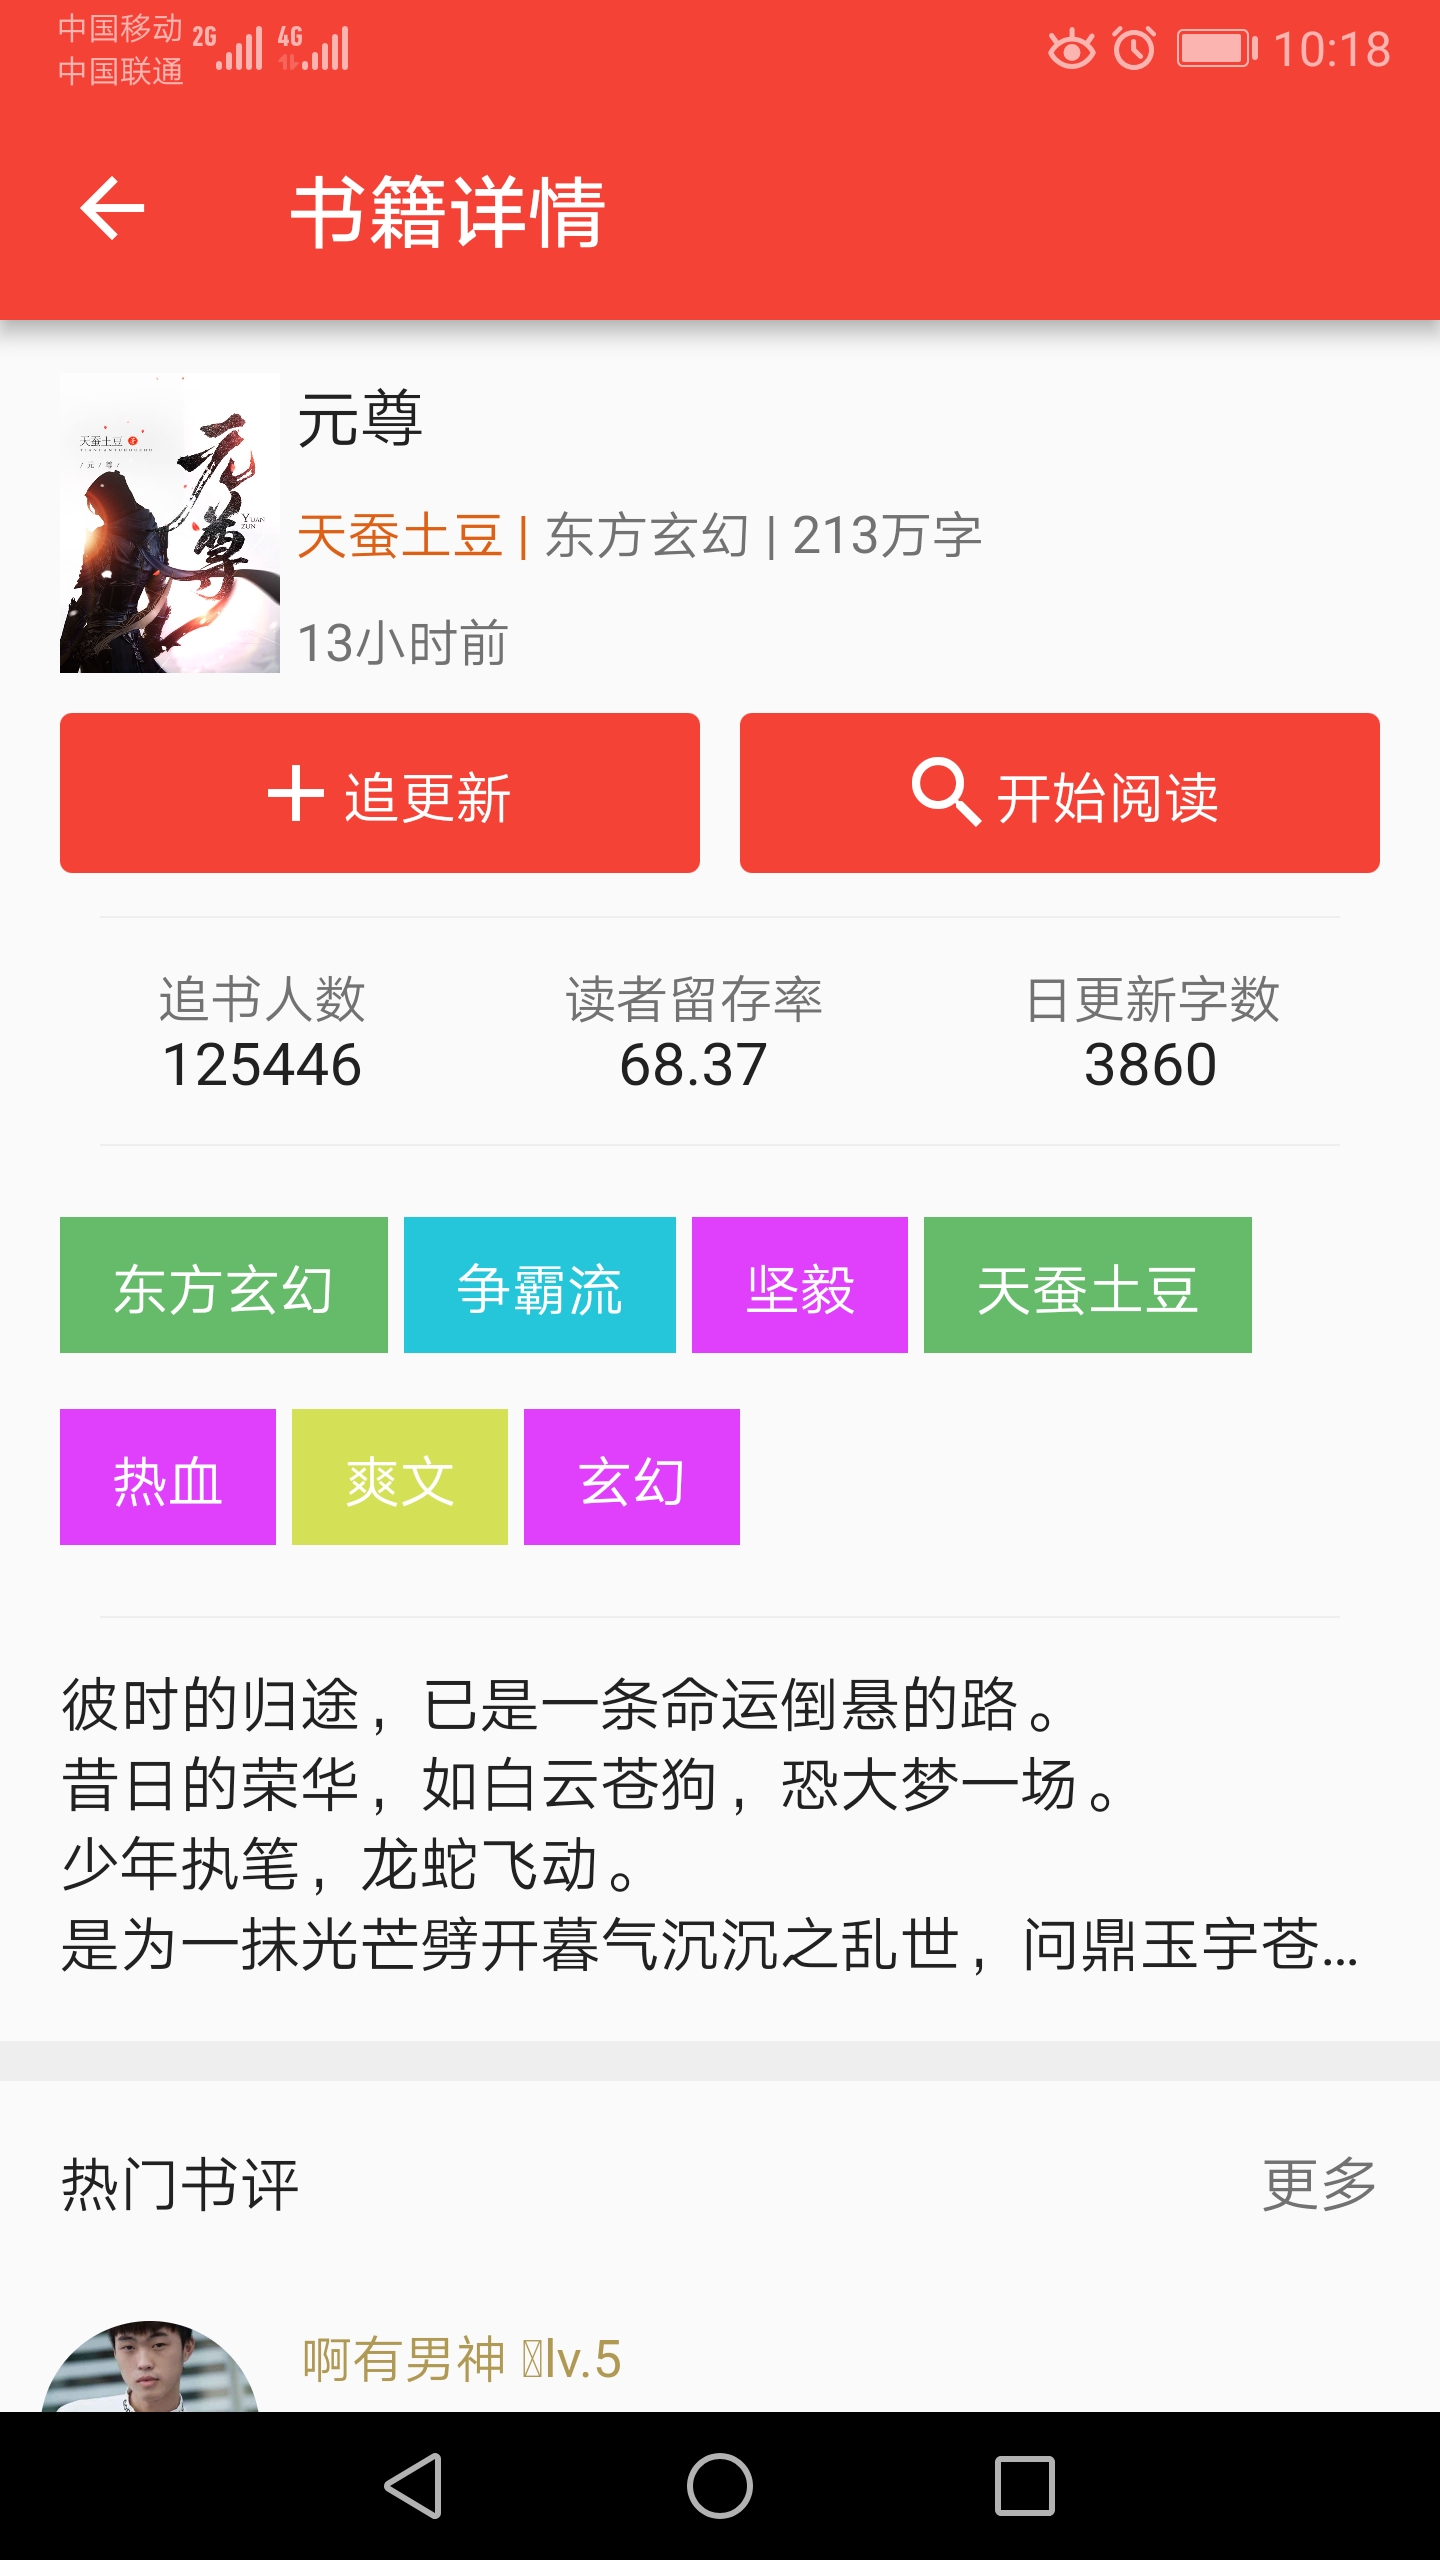 中国移动 2G 4G 10:18
中国联通
书籍详情
天蚕土豆 著
/ 元 / 尊 /
元尊
YUAN
ZUN
元尊
天蚕土豆 | 东方玄幻 | 213万字
13小时前
追更新 开始阅读
追书人数 读者留存率 日更新字数
125446 68.37 3860
东方玄幻 争霸流 坚毅 天蚕土豆
热血 爽文 玄幻
彼时的归途，已是一条命运倒悬的路。
昔日的荣华，如白云苍狗，恐大梦一场。
少年执笔，龙蛇飞动。
是为一抹光芒劈开暮气沉沉之乱世，问鼎玉宇苍...
热门书评 更多
啊有男神 lv.5